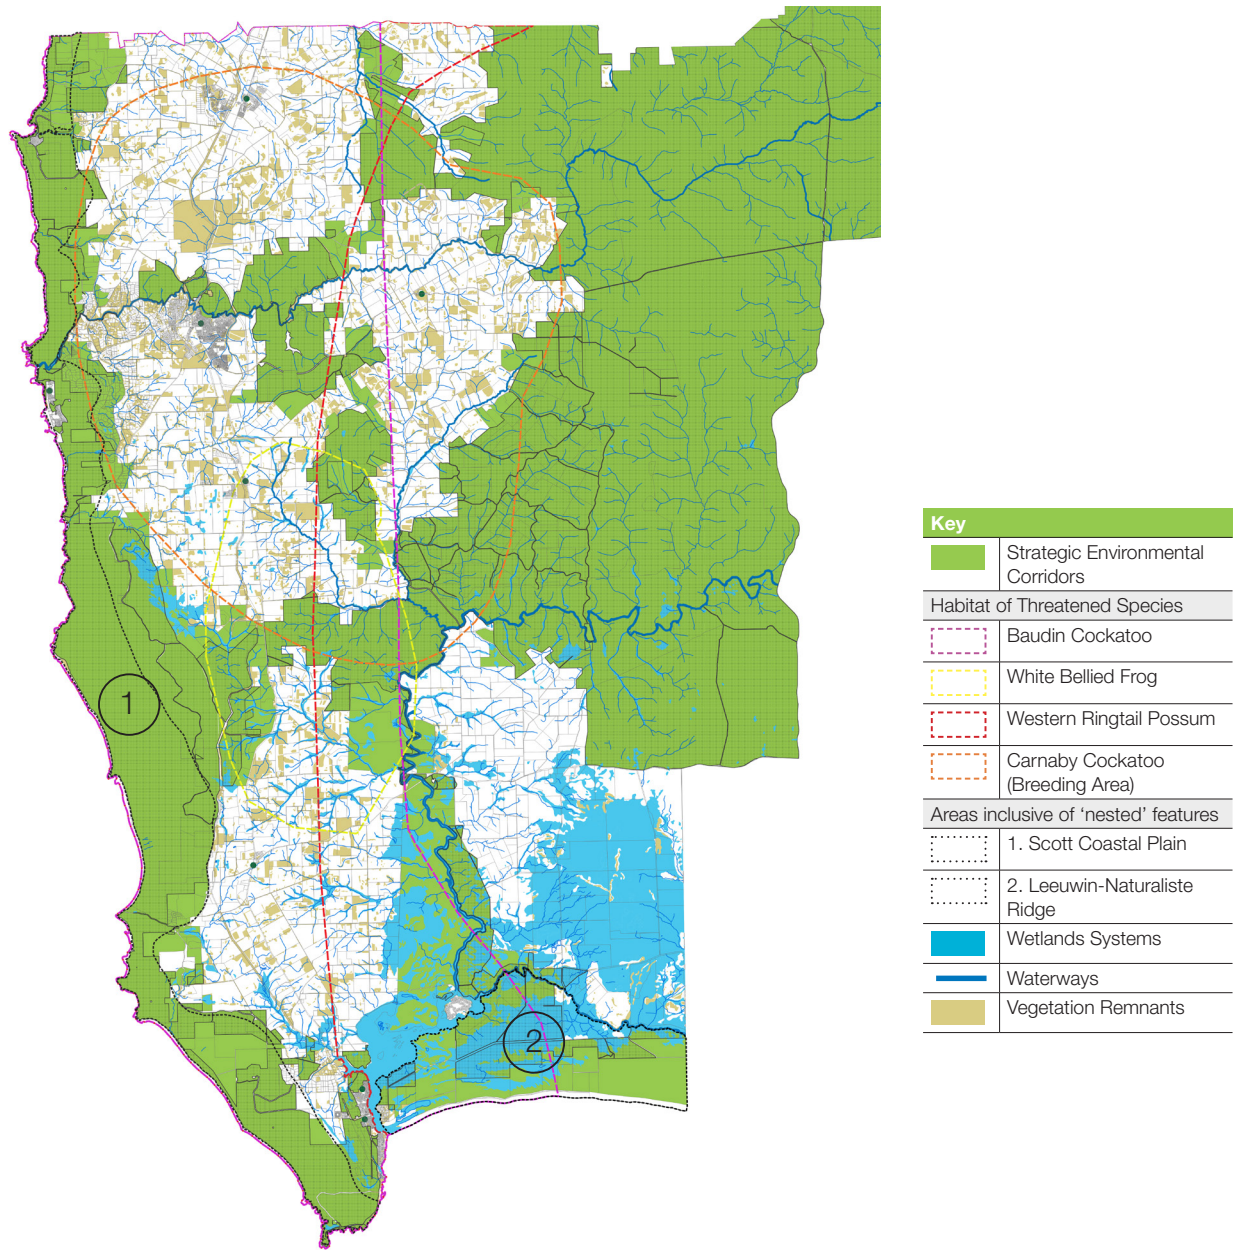 1
2
Key
Strategic Environmental
Corridors
Habitat of Threatened Species
Baudin Cockatoo
White Bellied Frog
Western Ringtail Possum
Carnaby Cockatoo
(Breeding Area)
Areas inclusive of ‘nested’ features
1. Scott Coastal Plain
2. Leeuwin-Naturaliste
Ridge
Wetlands Systems
Waterways
Vegetation Remnants